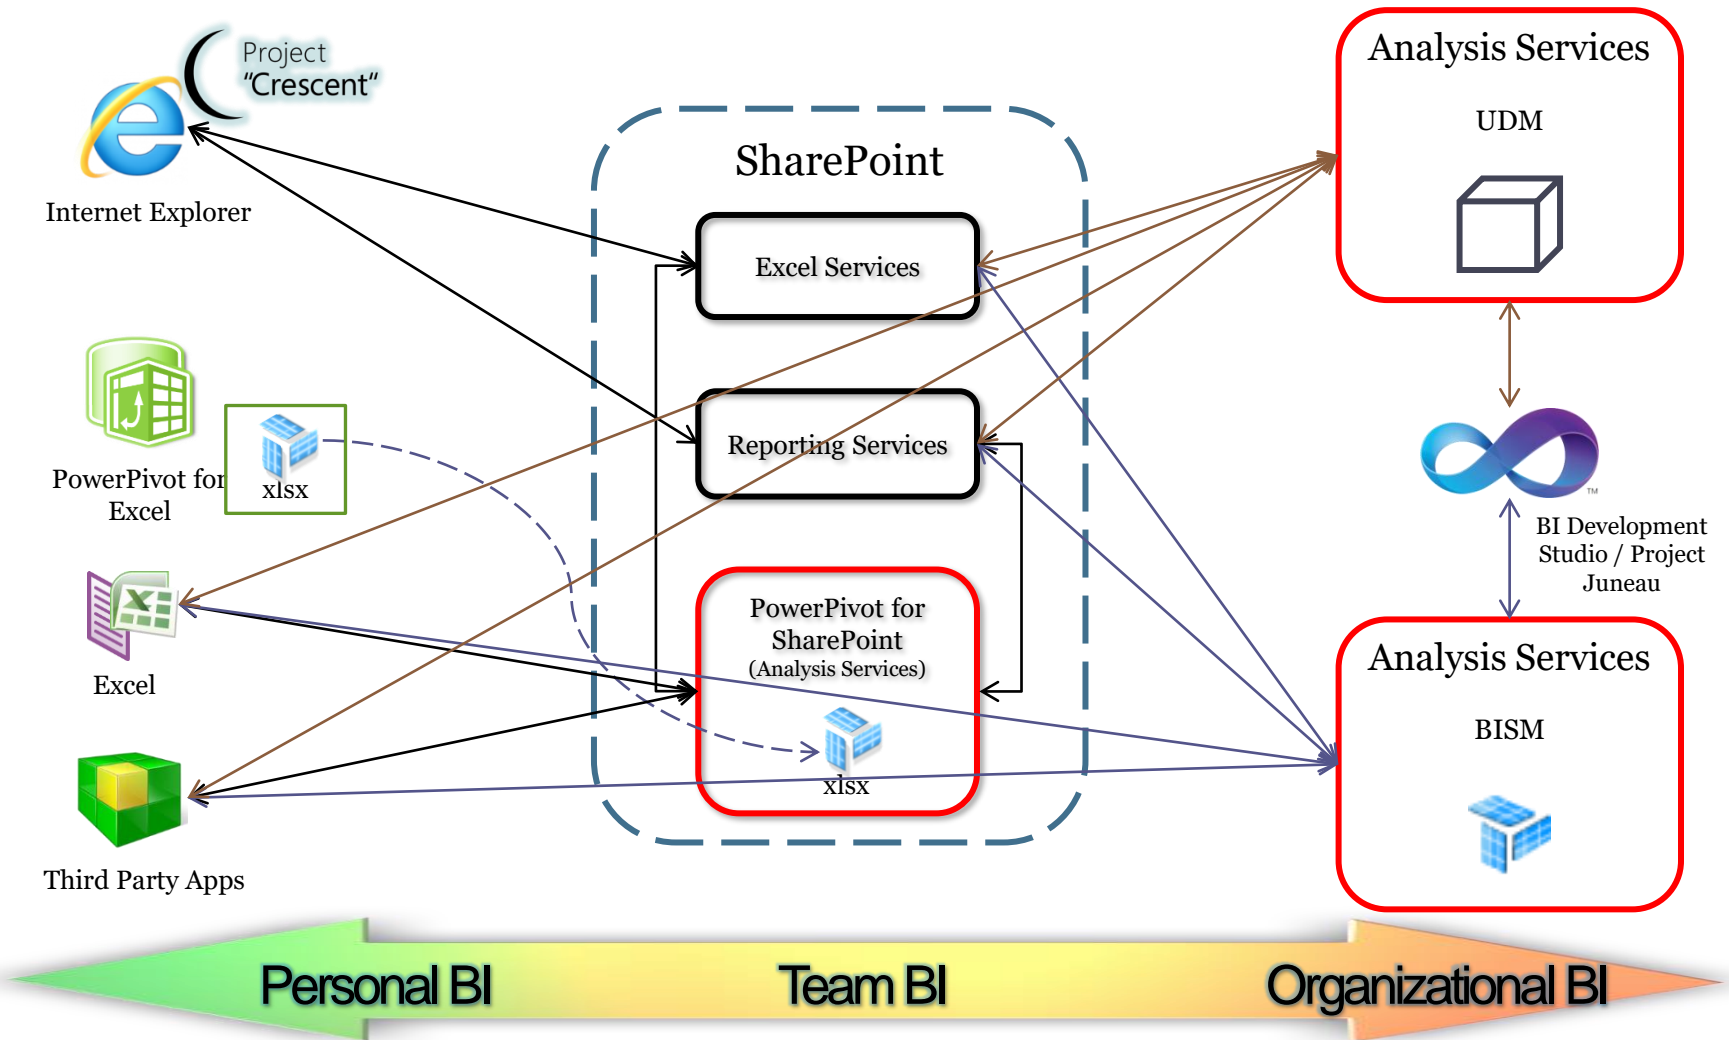 Project
"Crescent"
Internet Explorer
PowerPivot for
Excel
xlsx
Excel
Third Party Apps
SharePoint
Excel Services
Reporting Services
PowerPivot for
SharePoint
(Analysis Services)
xlsx
Analysis Services
UDM
TM
BI Development
Studio / Project
Juneau
Analysis Services
BISM
Personal BI
Team BI
Organizational BI